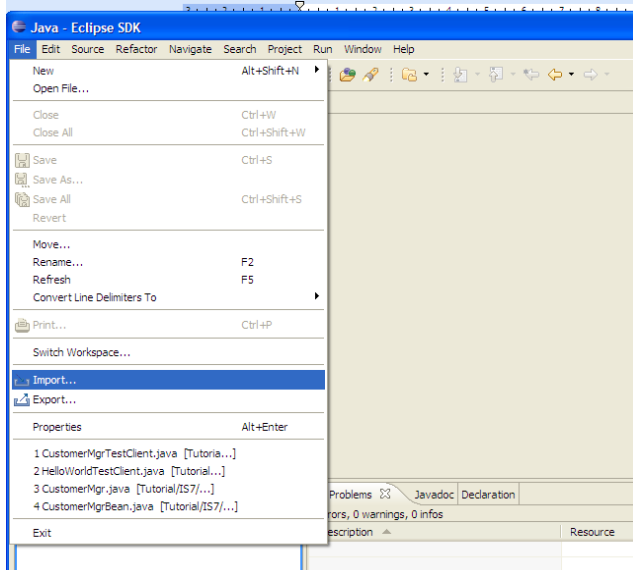 Java - Eclipse SDK
File Edit Source Refactor Navigate Search Project Run Window Help
New Alt+Shift+N
Open File...
Close Ctrl+W
Close All Ctrl+Shift+W
Save Ctrl+S
Save As...
Save All Ctrl+Shift+S
Revert
Move...
Rename... F2
Refresh F5
Convert Line Delimiters To
Print... Ctrl+P
Switch Workspace...
Import...
Export...
Properties Alt+Enter
1 CustomerMgrTestClient.java [Tutoria...]
2 HelloWorldTestClient.java [Tutorial...]
3 CustomerMgr.java [Tutorial/IS7/...]
4 CustomerMgrBean.java [Tutorial/IS7/...]
Exit
Problems Javadoc Declaration
rors, 0 warnings, 0 infos
escription Resource